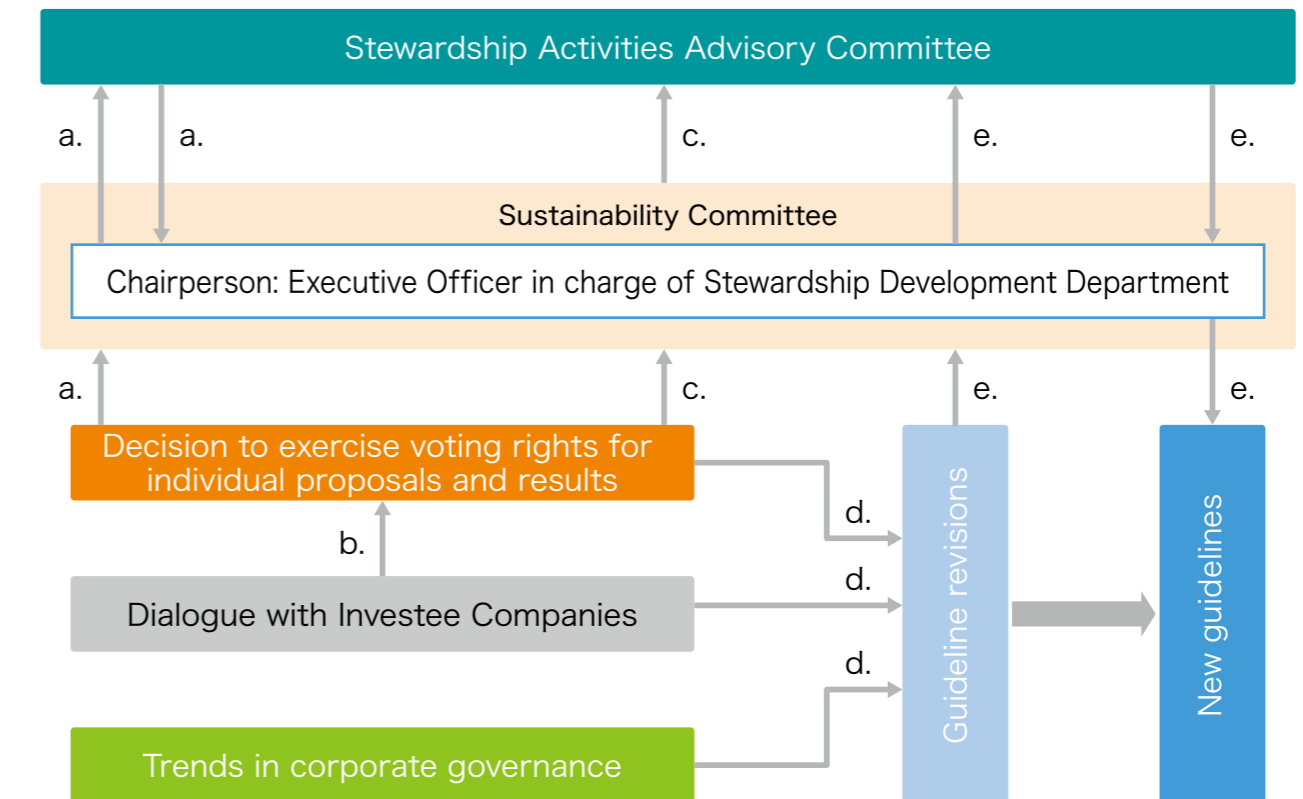 Stewardship Activities Advisory Committee
a.
a.
c.
e.
e.
Sustainability Committee
Chairperson: Executive Officer in charge of Stewardship Development Department
a.
c.
e.
e.
Decision to exercise voting rights for
individual proposals and results
d.
b.
Dialogue with Investee Companies
d.
d.
Trends in corporate governance
Guideline revisions
New guidelines